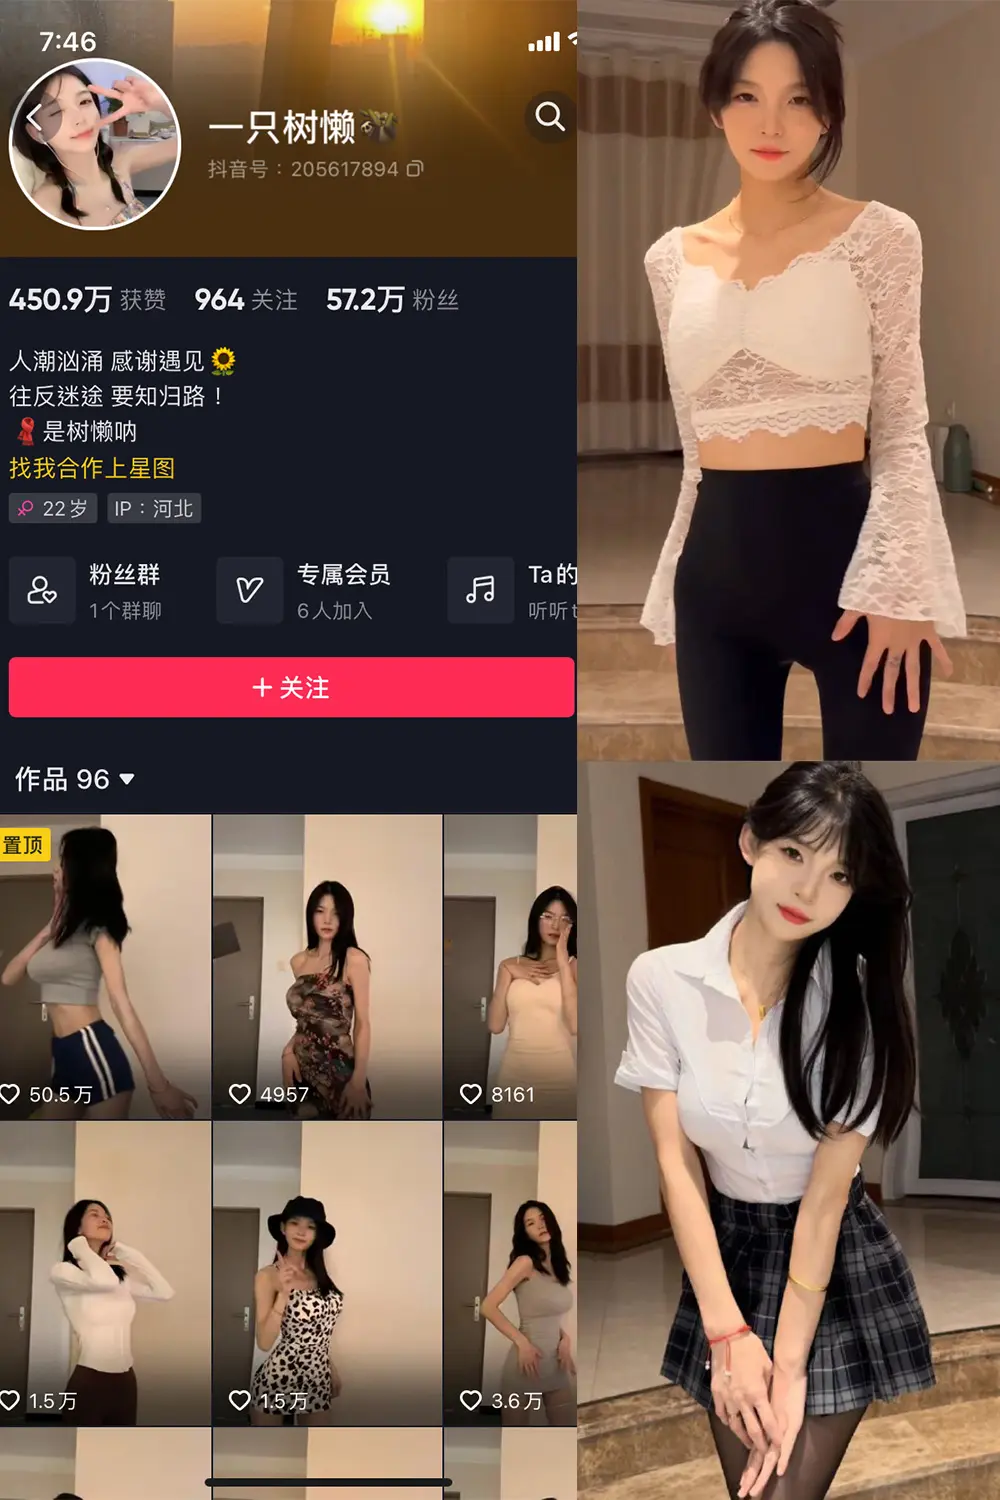 7:46
一只树懒
抖音号：205617894
450.9万 获赞 964 关注 57.2万 粉丝
人潮汹涌 感谢遇见
往反迷途 要知归路！
是树懒呐
找我合作上星图
22岁 IP：河北
粉丝群
1个群聊
专属会员
6人加入
Ta的
听听t
+ 关注
作品 96
置顶
50.5万
4957
8161
1.5万
1.5万
3.6万